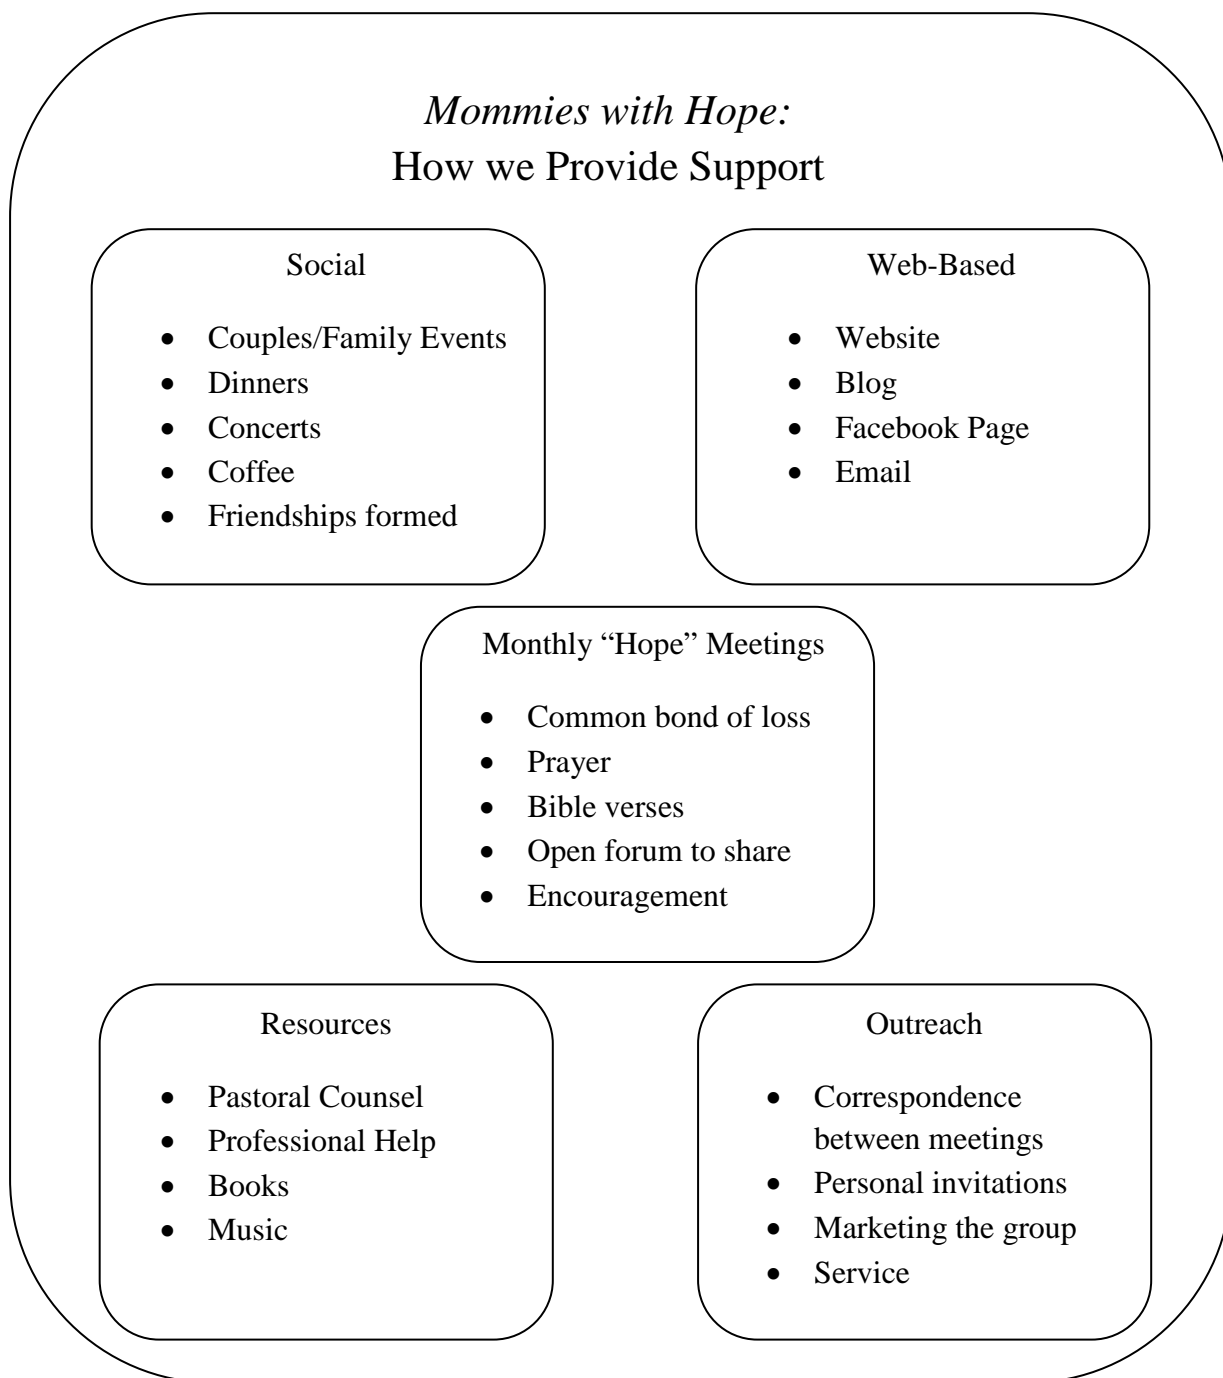 Mommies with Hope:
How we Provide Support
Social
• Couples/Family Events
• Dinners
• Concerts
• Coffee
• Friendships formed
Web-Based
• Website
• Blog
• Facebook Page
• Email
Monthly “Hope” Meetings
• Common bond of loss
• Prayer
• Bible verses
• Open forum to share
• Encouragement
Resources
• Pastoral Counsel
• Professional Help
• Books
• Music
Outreach
• Correspondence
between meetings
• Personal invitations
• Marketing the group
• Service